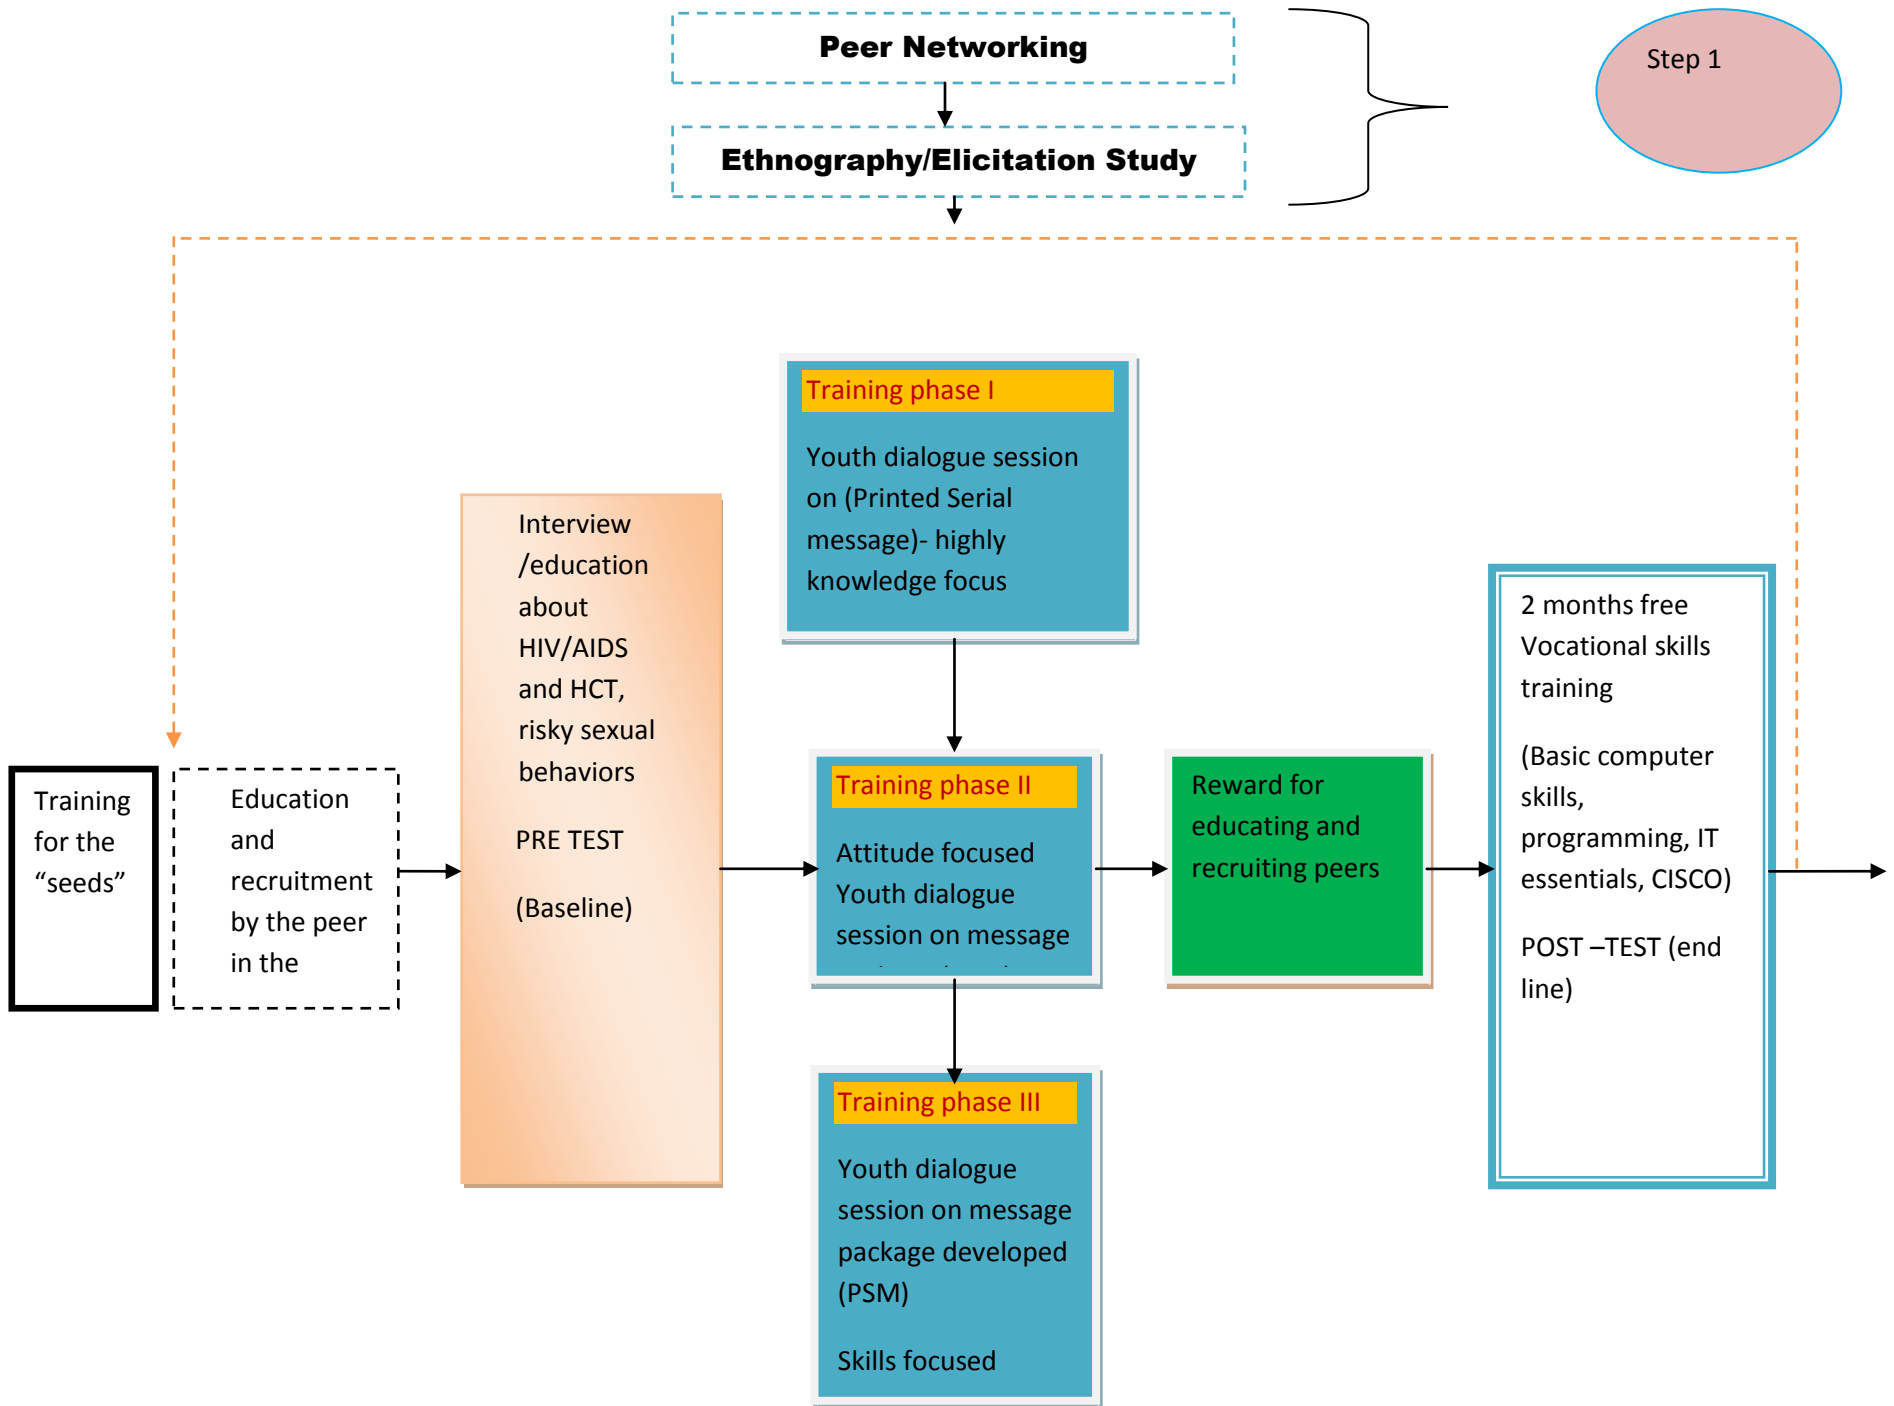 Peer Networking
Step 1
Ethnography/Elicitation Study
Training phase I
Youth dialogue session
on (Printed Serial
message)- highly
knowledge focus
Training
for the
“seeds”
Education
and
recruitment
by the peer
in the
Interview
/education
about
HIV/AIDS
and HCT,
risky sexual
behaviors
PRE TEST
(Baseline)
Training phase II
Attitude focused
Youth dialogue
session on message
Training phase III
Youth dialogue
session on message
package developed
(PSM)
Skills focused
Reward for
educating and
recruiting peers
2 months free
Vocational skills
training
(Basic computer
skills,
programming, IT
essentials, CISCO)
POST –TEST (end
line)